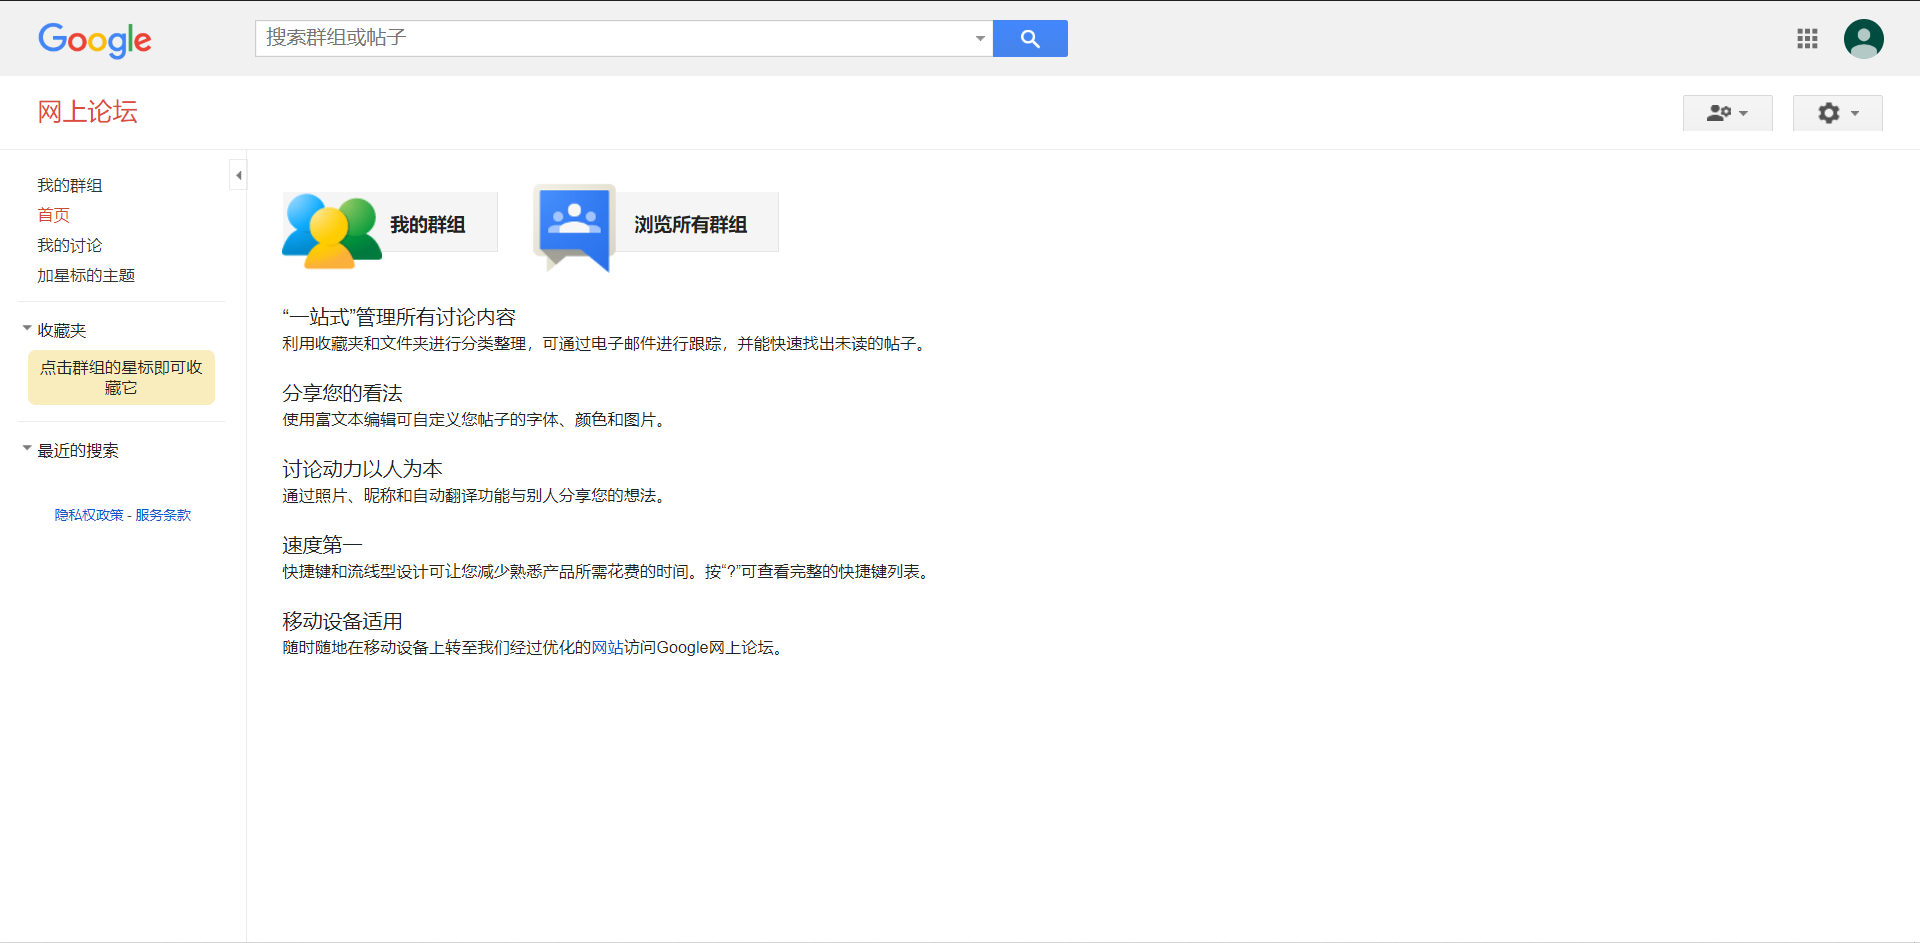 Google
搜索群组或帖子
网上论坛
我的群组
首页
我的讨论
加星标的主题
收藏夹
点击群组的星标即可收
藏它
最近的搜索
隐私权政策 - 服务条款
我的群组
浏览所有群组
“一站式”管理所有讨论内容
利用收藏夹和文件夹进行分类整理，可通过电子邮件进行跟踪，并能快速找出未读的帖子。
分享您的看法
使用富文本编辑可自定义您帖子的字体、颜色和图片。
讨论动力以人为本
通过照片、昵称和自动翻译功能与别人分享您的想法。
速度第一
快捷键和流线型设计可让您减少熟悉产品所需花费的时间。按“?”可查看完整的快捷键列表。
移动设备适用
随时随地在移动设备上转至我们经过优化的网站访问Google网上论坛。